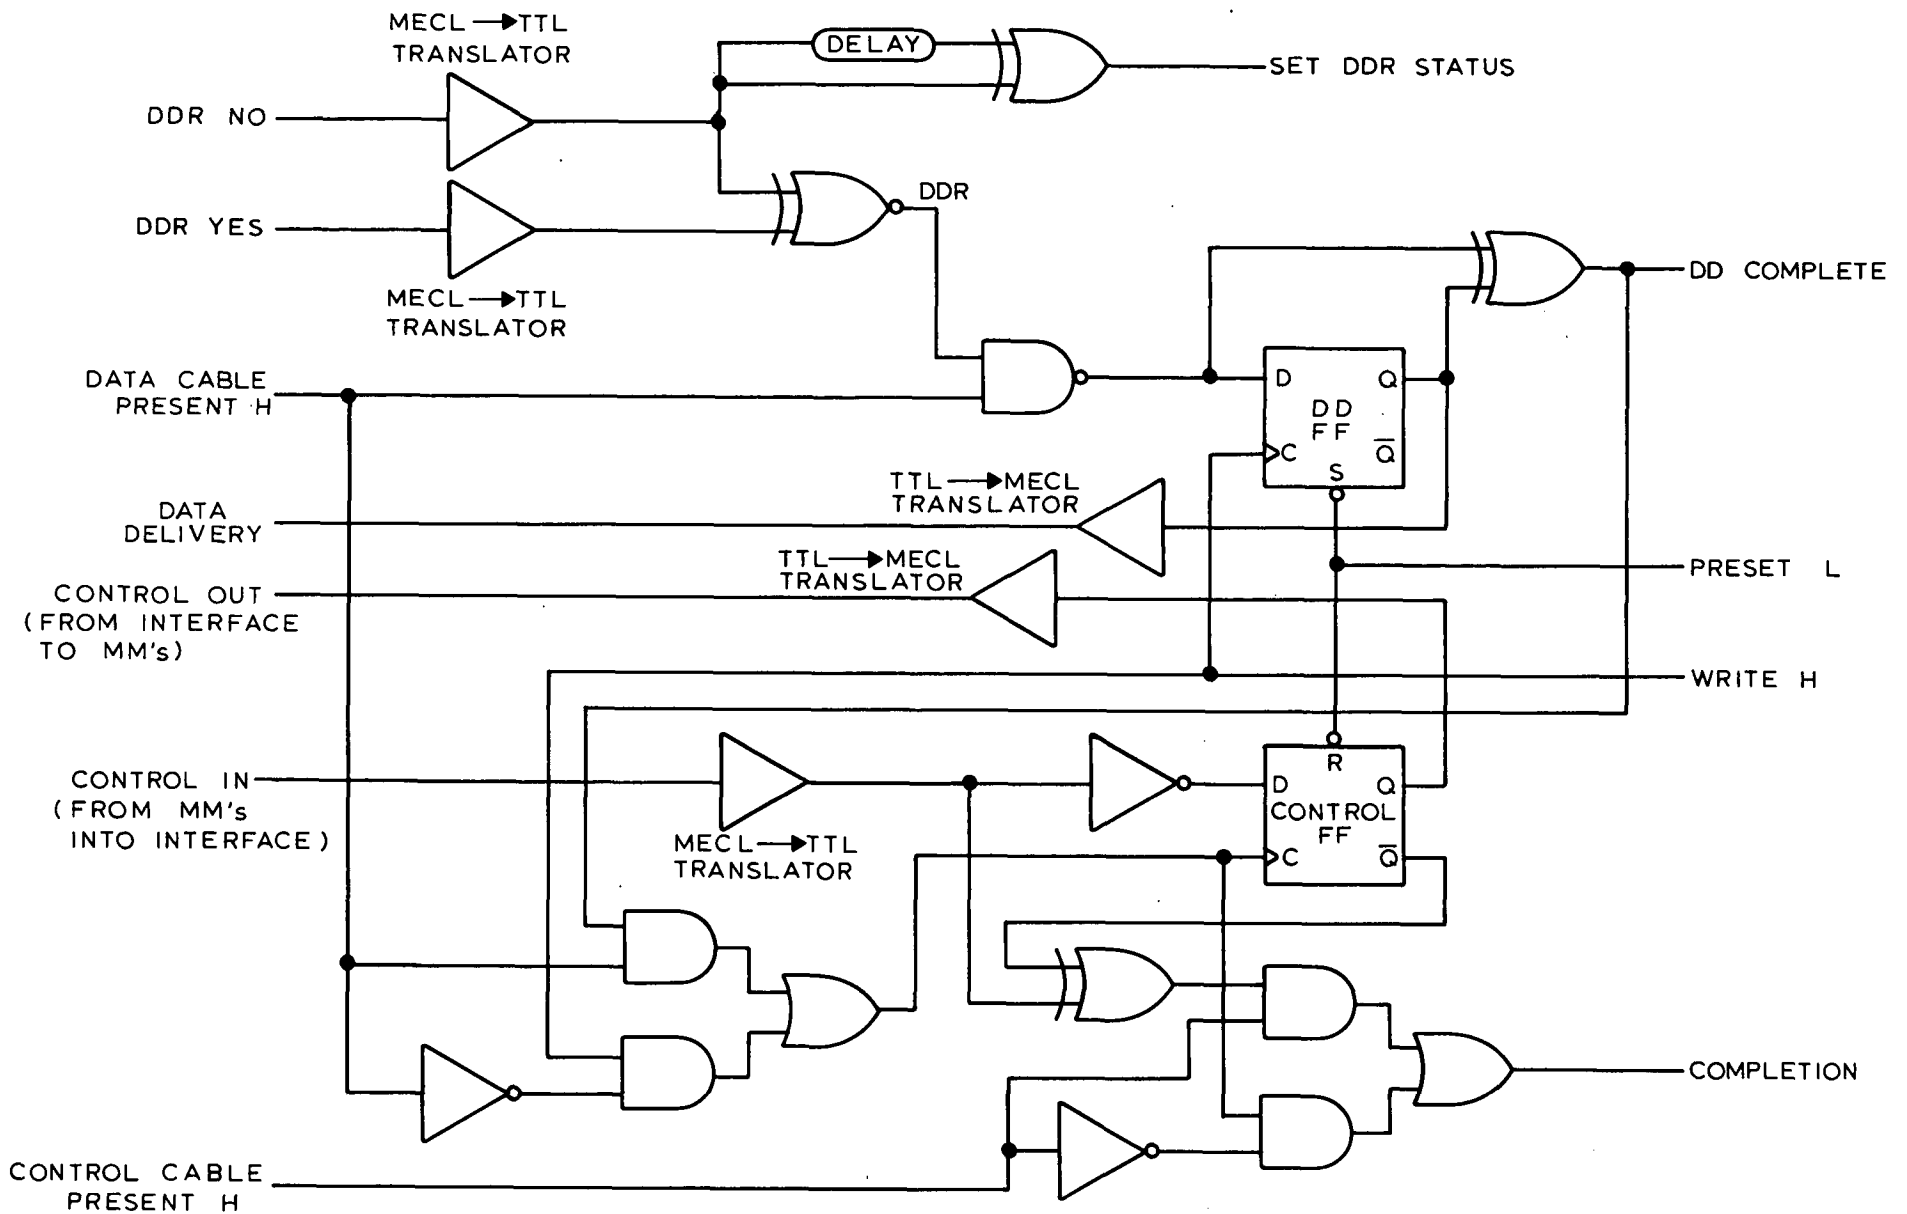 MECL→TTL
TRANSLATOR
DELAY
SET DDR STATUS
DDR NO
DDR YES
DDR
MECL→TTL
TRANSLATOR
DD COMPLETE
DATA CABLE
PRESENT H
D
Q
DD
FF
C
Q̅
S
TTL→MECL
TRANSLATOR
DATA
DELIVERY
TTL→MECL
TRANSLATOR
PRESET L
CONTROL OUT
(FROM INTERFACE
TO MM's)
WRITE H
CONTROL IN
(FROM MM's
INTO INTERFACE)
MECL→TTL
TRANSLATOR
R
D
Q
CONTROL
FF
C
Q̅
COMPLETION
CONTROL CABLE
PRESENT H